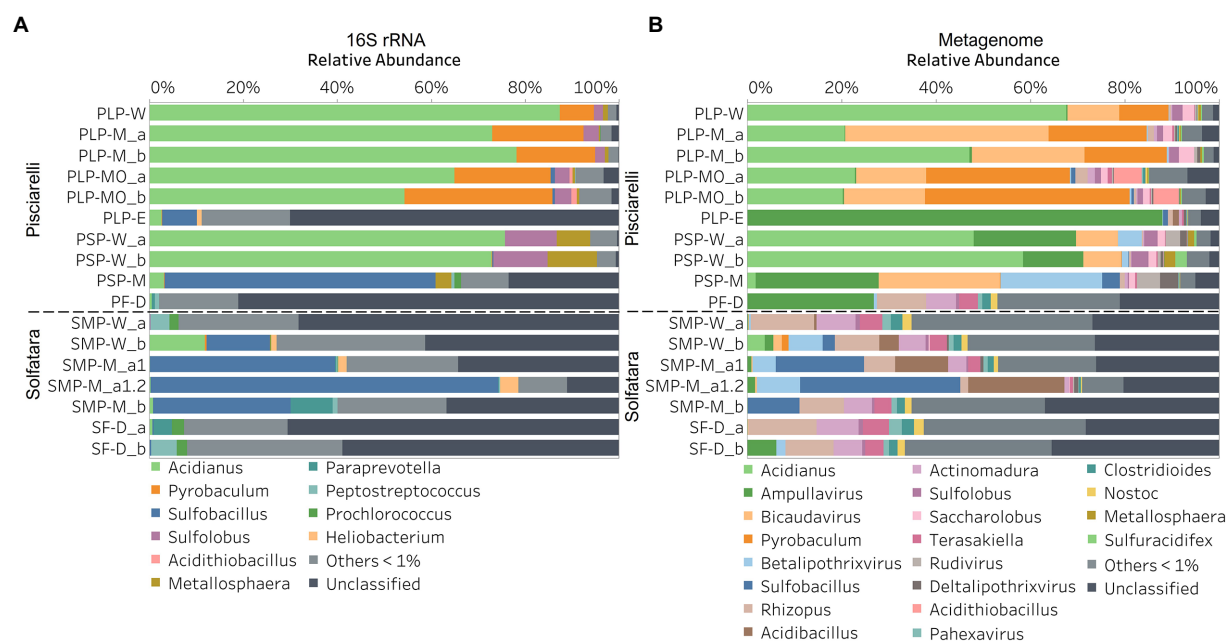 A
16S rRNA
Relative Abundance
0% 20% 40% 60% 80% 100%
Pisciarelli
PLP-W
PLP-M_a
PLP-M_b
PLP-MO_a
PLP-MO_b
PLP-E
PSP-W_a
PSP-W_b
PSP-M
PF-D
Solfatara
SMP-W_a
SMP-W_b
SMP-M_a1
SMP-M_a1.2
SMP-M_b
SF-D_a
SF-D_b
Acidianus
Pyrobaculum
Sulfobacillus
Sulfolobus
Acidithiobacillus
Metallosphaera
Paraprevotella
Peptostreptococcus
Prochlorococcus
Heliobacterium
Others < 1%
Unclassified
B
Metagenome
Relative Abundance
0% 20% 40% 60% 80% 100%
Pisciarelli
PLP-W
PLP-M_a
PLP-M_b
PLP-MO_a
PLP-MO_b
PLP-E
PSP-W_a
PSP-W_b
PSP-M
PF-D
Solfatara
SMP-W_a
SMP-W_b
SMP-M_a1
SMP-M_a1.2
SMP-M_b
SF-D_a
SF-D_b
Acidianus
Ampullavirus
Bicaudavirus
Pyrobaculum
Betalipothrixvirus
Sulfobacillus
Rhizopus
Acidibacillus
Actinomadura
Sulfolobus
Saccharolobus
Terasakiella
Rudivirus
Deltalipothrixvirus
Acidithiobacillus
Pahexavirus
Clostridioides
Nostoc
Metallosphaera
Sulfuracidifex
Others < 1%
Unclassified